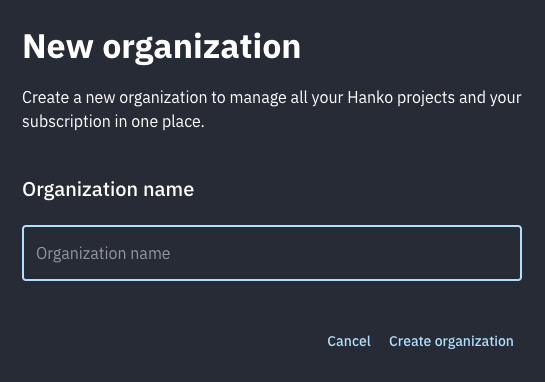 New organization
Create a new organization to manage all your Hanko projects and your
subscription in one place.
Organization name
Organization name
Cancel Create organization